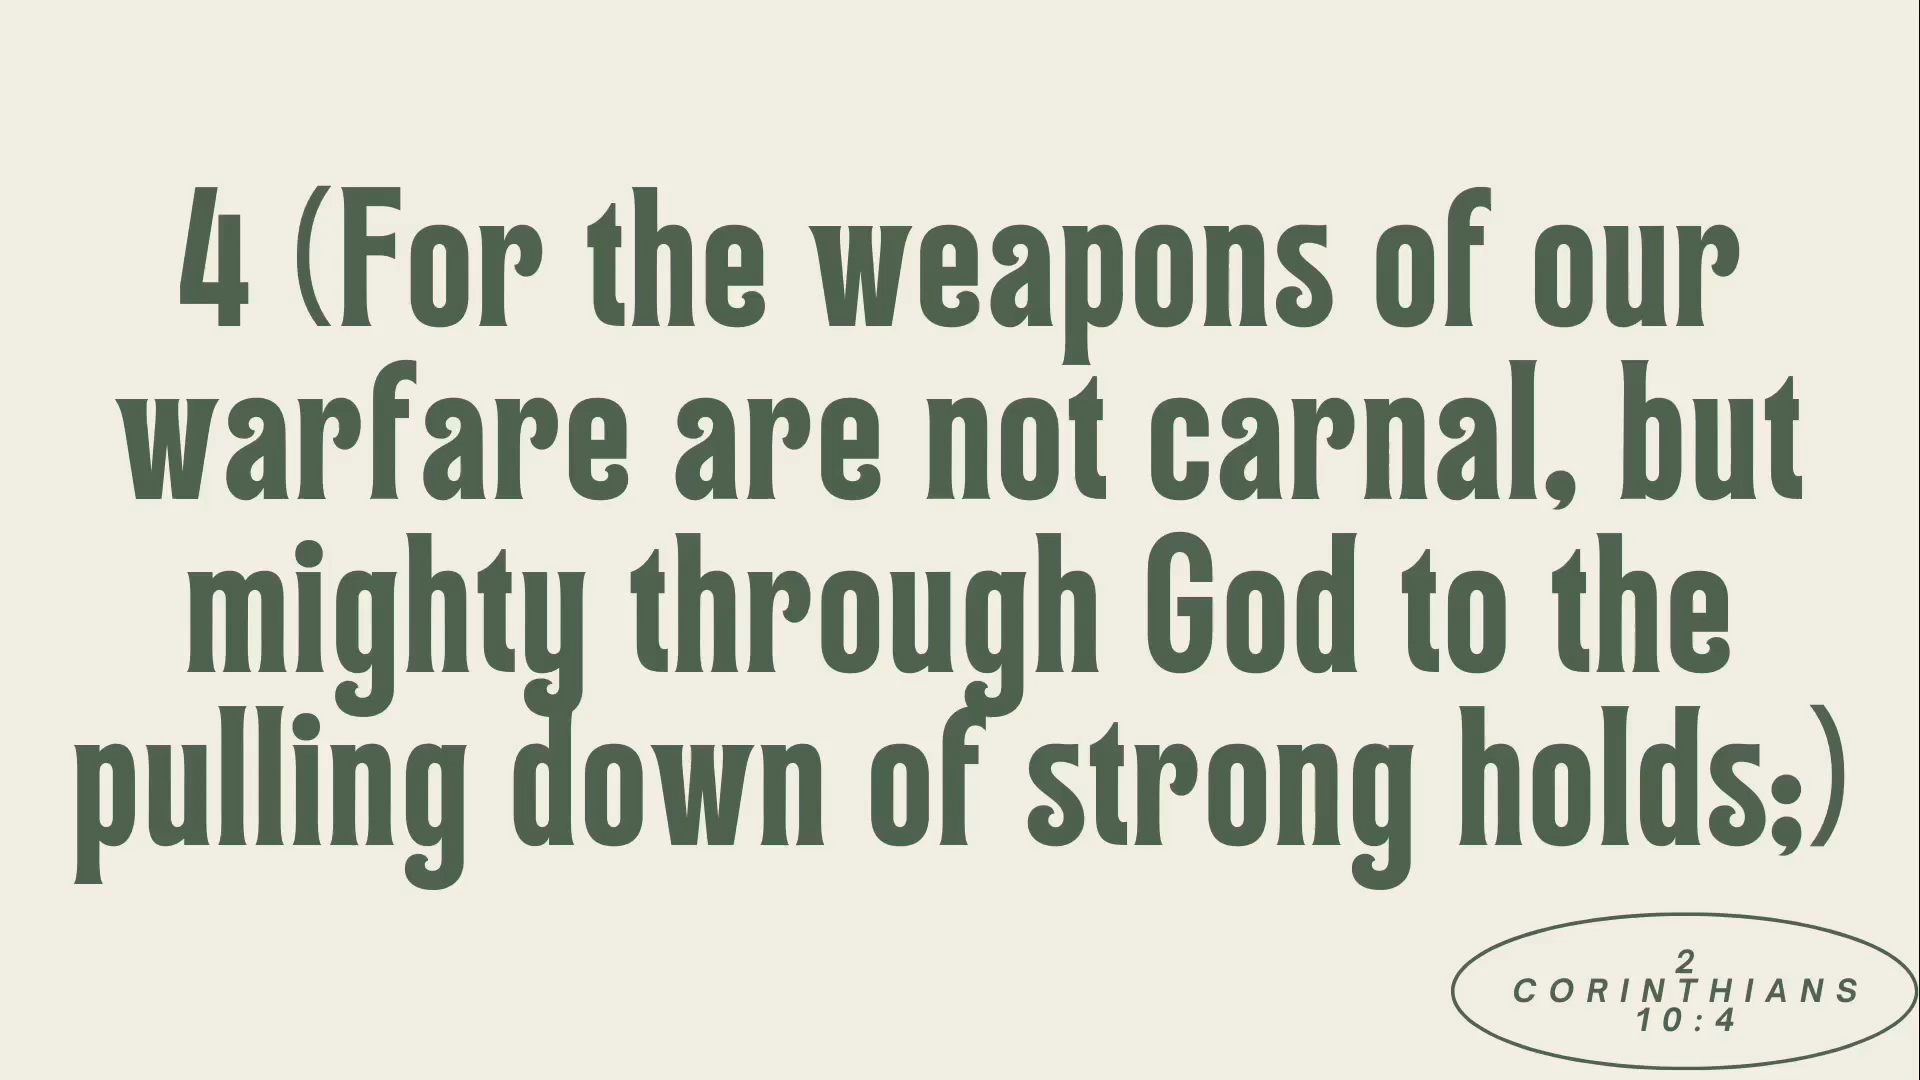 4 (For the weapons of our
warfare are not carnal, but
mighty through God to the
pulling down of strong holds;)
2
CORINTHIANS
10:4